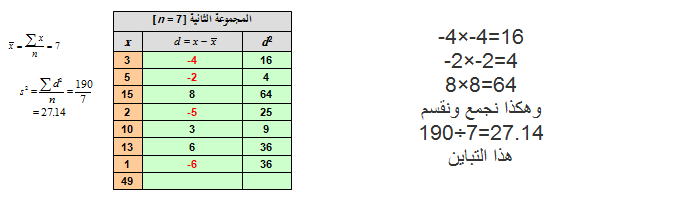 x̄ = ∑x / n = 7
s² = ∑d² / n = 190 / 7
= 27.14
المجموعة الثانية [n = 7]
x d = x − x̄ d²
3 -4 16
5 -2 4
15 8 64
2 -5 25
10 3 9
13 6 36
1 -6 36
49
-4×-4=16
-2×-2=4
8×8=64
وهكذا نجمع ونقسم
190÷7=27.14
هذا التباين